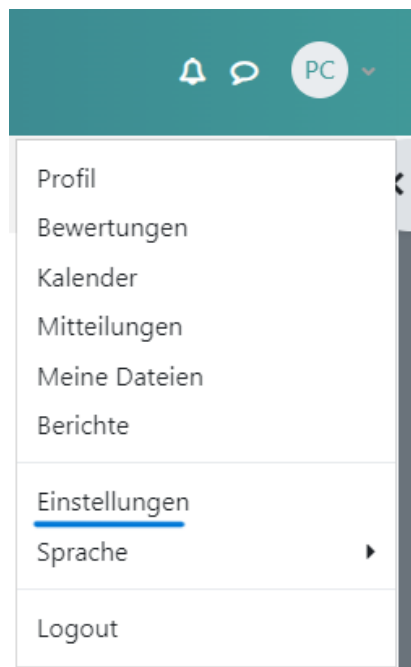 PC
Profil
Bewertungen
Kalender
Mitteilungen
Meine Dateien
Berichte
Einstellungen
Sprache
Logout